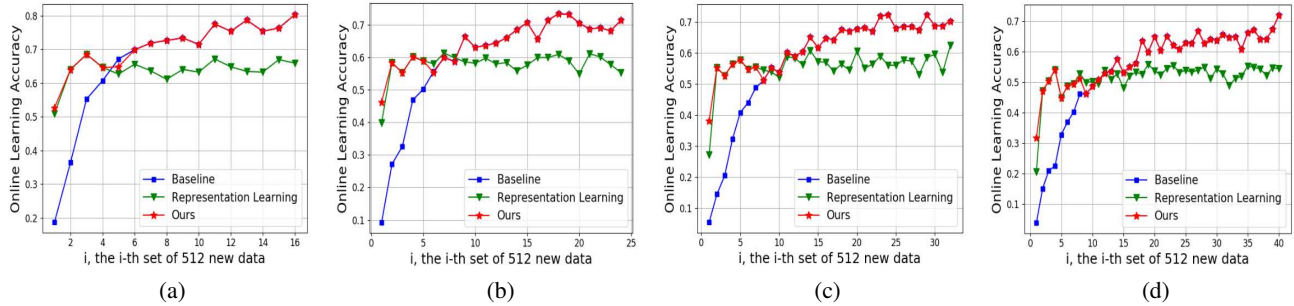 Online Learning Accuracy
0.8
0.7
0.6
0.5
0.4
0.3
0.2
Baseline
Representation Learning
Ours
2 4 6 8 10 12 14 16
i, the i-th set of 512 new data
(a)
Online Learning Accuracy
0.7
0.6
0.5
0.4
0.3
0.2
0.1
Baseline
Representation Learning
Ours
0 5 10 15 20 25
i, the i-th set of 512 new data
(b)
Online Learning Accuracy
0.7
0.6
0.5
0.4
0.3
0.2
0.1
Baseline
Representation Learning
Ours
0 5 10 15 20 25 30
i, the i-th set of 512 new data
(c)
Online Learning Accuracy
0.7
0.6
0.5
0.4
0.3
0.2
0.1
Baseline
Representation Learning
Ours
0 5 10 15 20 25 30 35 40
i, the i-th set of 512 new data
(d)